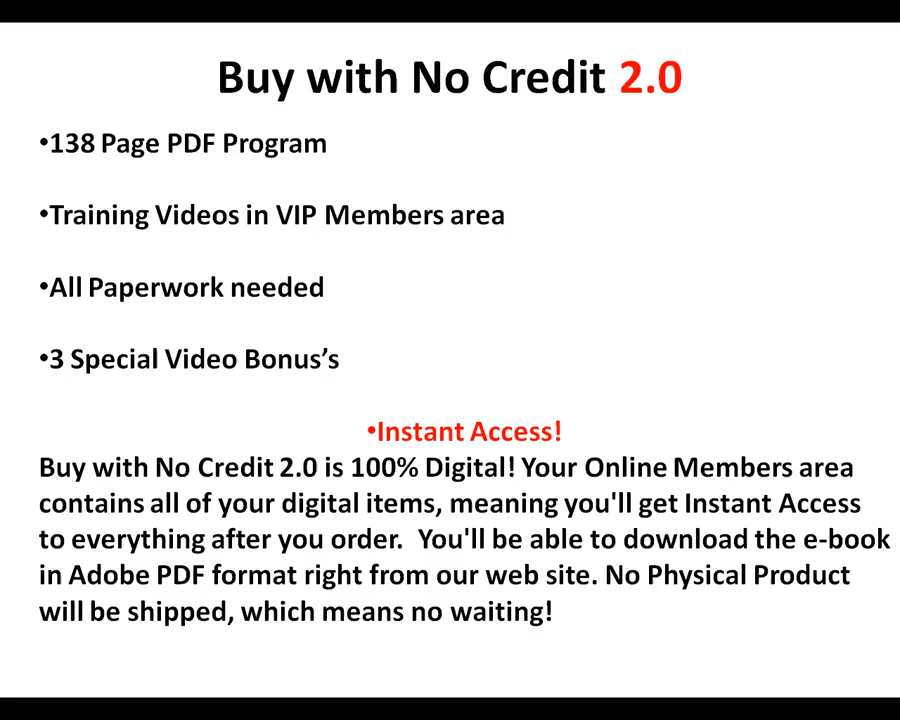 Buy with No Credit 2.0
•138 Page PDF Program
•Training Videos in VIP Members area
•All Paperwork needed
•3 Special Video Bonus’s
•Instant Access!
Buy with No Credit 2.0 is 100% Digital! Your Online Members area
contains all of your digital items, meaning you'll get Instant Access
to everything after you order.  You'll be able to download the e-book
in Adobe PDF format right from our web site. No Physical Product
will be shipped, which means no waiting!